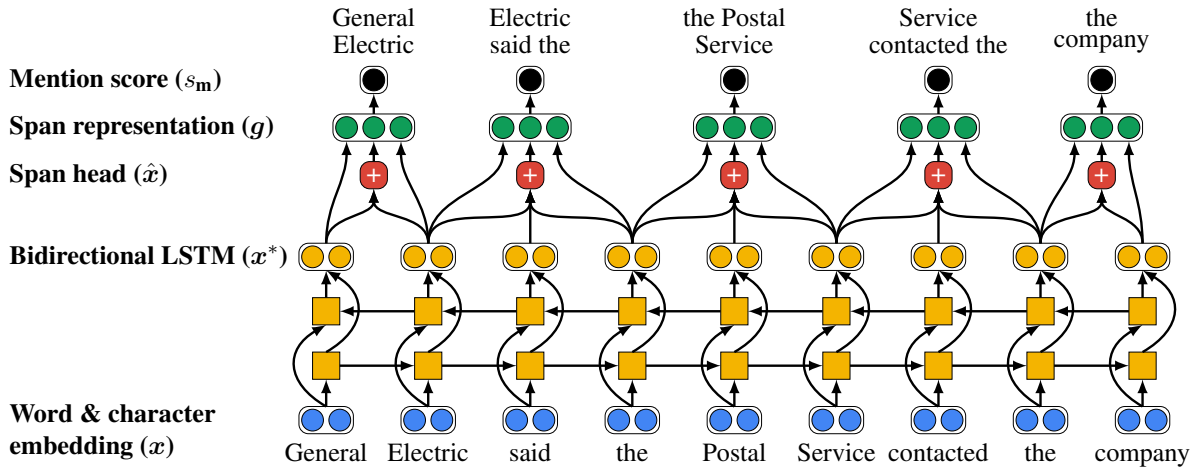 General Electric the Postal Service the
Electric said the Service contacted the company
Mention score (sₘ)
Span representation (g)
Span head (x̂)
+ + + + +
Bidirectional LSTM (x*)
Word & character
embedding (x)
General Electric said the Postal Service contacted the company